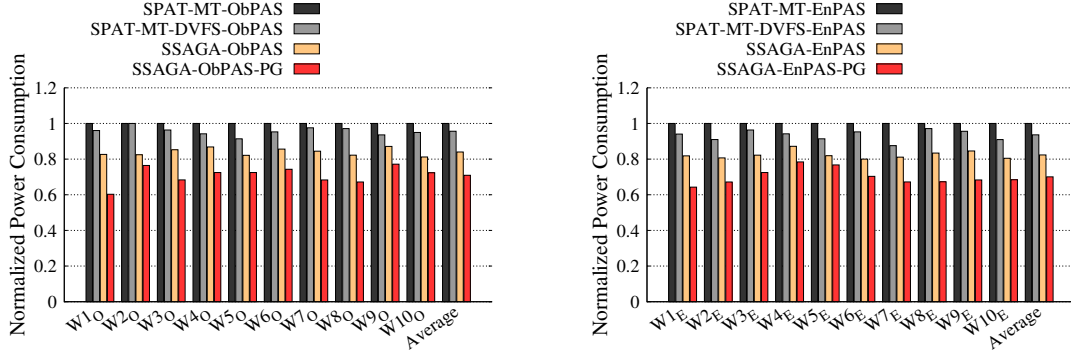 SPAT-MT-ObPAS
SPAT-MT-DVFS-ObPAS
SSAGA-ObPAS
SSAGA-ObPAS-PG
Normalized Power Consumption
1.2
1
0.8
0.6
0.4
0.2
0
W1O
W2O
W3O
W4O
W5O
W6O
W7O
W8O
W9O
W10O
Average
SPAT-MT-EnPAS
SPAT-MT-DVFS-EnPAS
SSAGA-EnPAS
SSAGA-EnPAS-PG
Normalized Power Consumption
1.2
1
0.8
0.6
0.4
0.2
0
W1E
W2E
W3E
W4E
W5E
W6E
W7E
W8E
W9E
W10E
Average